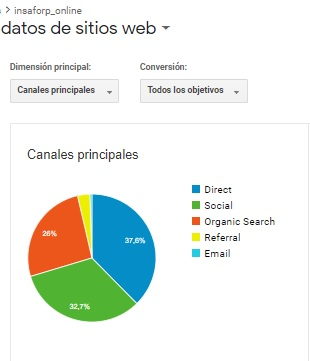 > insaforp_online
datos de sitios web
Dimensión principal: Conversión:
Canales principales Todos los objetivos
Canales principales
Direct
Social
Organic Search
Referral
Email
37,6%
26%
32,7%